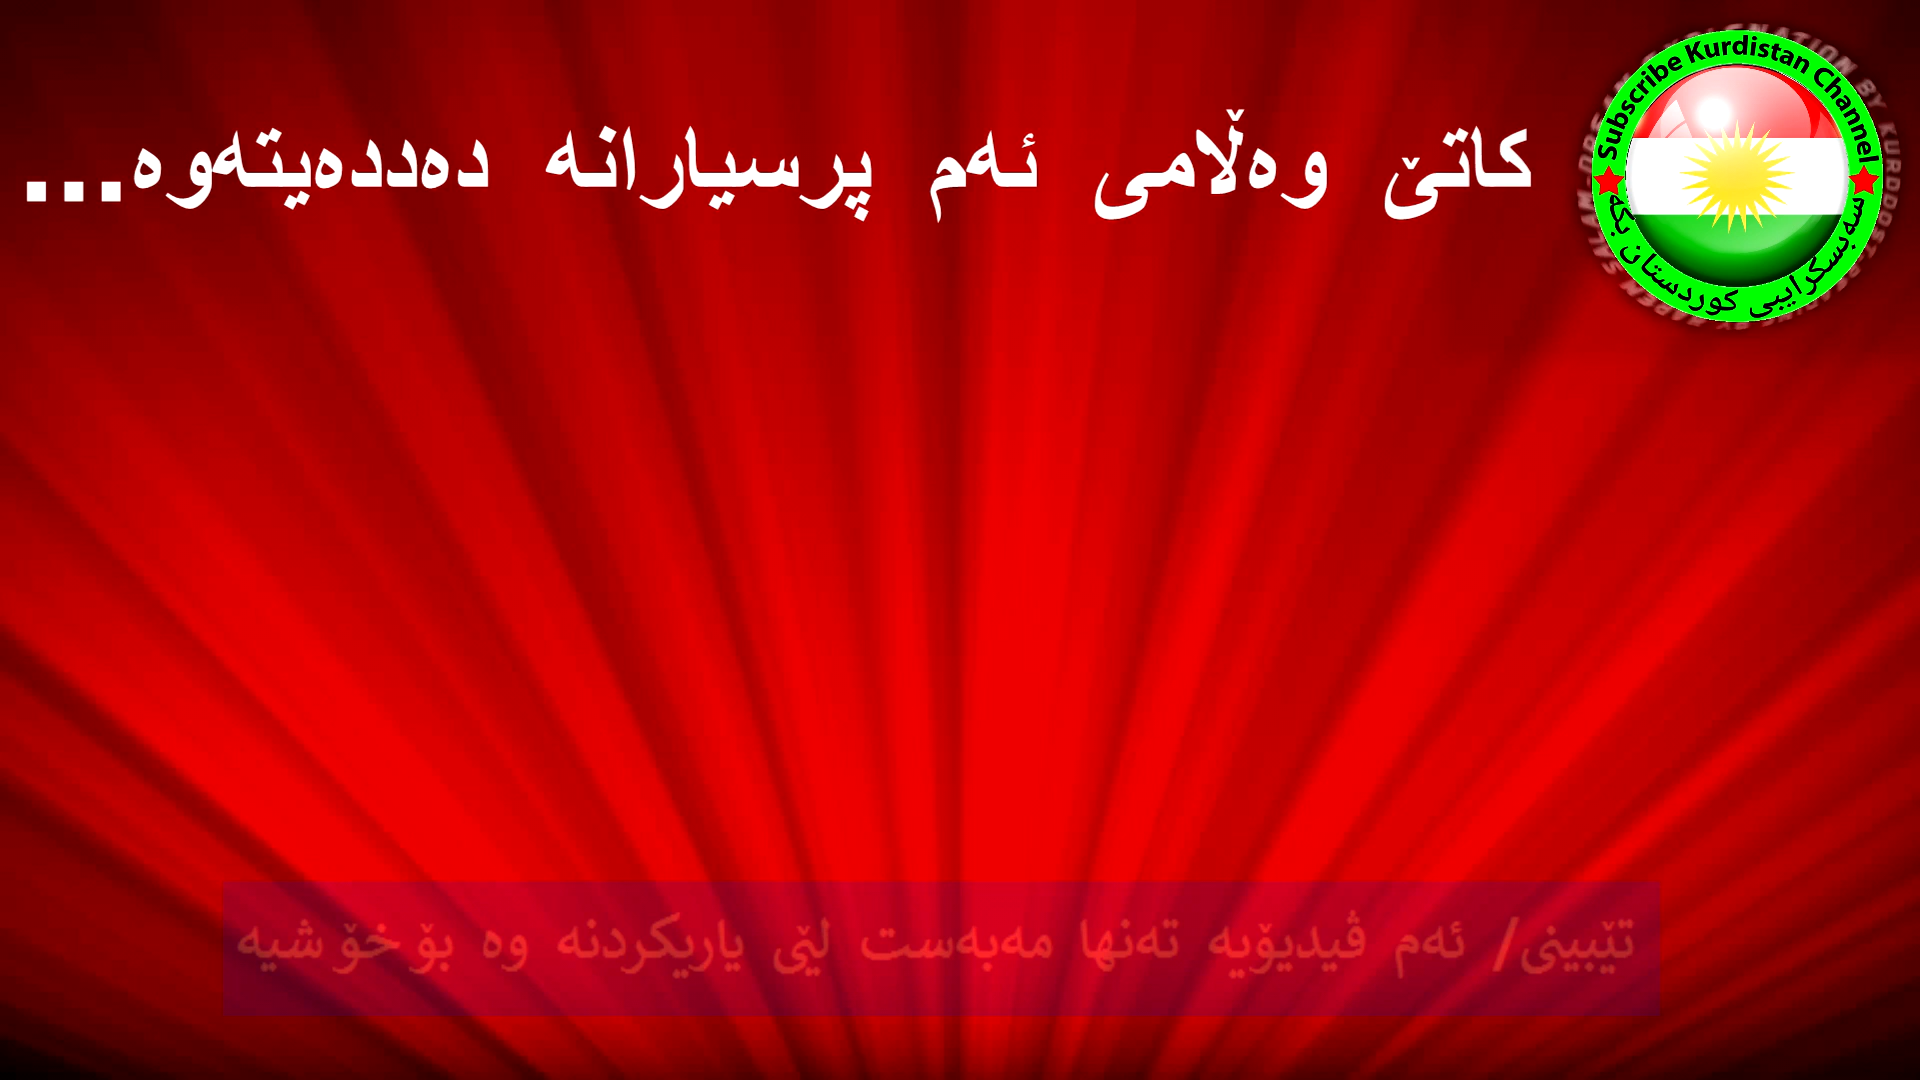 کاتێ وەڵامی ئەم پرسیارانە دەددەیتەوە...
Subscribe Kurdistan Channel
سەبسکرایبی کوردستان بکە
تێبینی/ ئەم ڤیدیۆیە تەنها مەبەست لێی یاریکردنە وە بۆخۆشیە